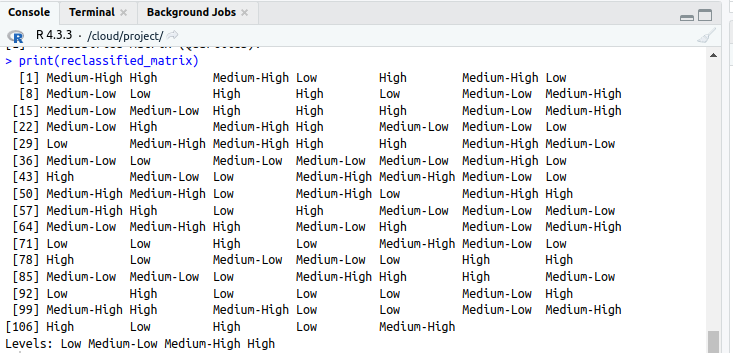 Console Terminal × Background Jobs ×
R R 4.3.3 · /cloud/project/
> print(reclassified_matrix)
[1] Medium-High High Medium-High Low High Medium-High Low
[8] Medium-Low Low High High Low Medium-Low Medium-High
[15] Medium-Low Medium-Low High High High Medium-Low Medium-High
[22] Medium-Low High Medium-High High Medium-Low Medium-Low Low
[29] Low Medium-High Medium-High High High Medium-High Medium-Low
[36] Medium-Low Low Medium-Low Medium-Low Medium-Low Medium-High Low
[43] High Medium-Low Low Medium-High Medium-High Medium-Low Low
[50] Medium-High Medium-High Low Medium-High Low Medium-High High
[57] Medium-High High Low High Medium-Low Medium-Low Medium-Low
[64] Medium-Low Medium-High High Medium-Low High Medium-Low Medium-High
[71] Low Low High Low Medium-High Medium-Low Low
[78] High Low Medium-Low Medium-Low Low High High
[85] Medium-Low Medium-Low Low Medium-High High High Medium-Low
[92] Low High Low Low Low Medium-Low High
[99] Medium-High High Medium-High Low Low Medium-Low Medium-High
[106] High Low High Low Medium-High
Levels: Low Medium-Low Medium-High High